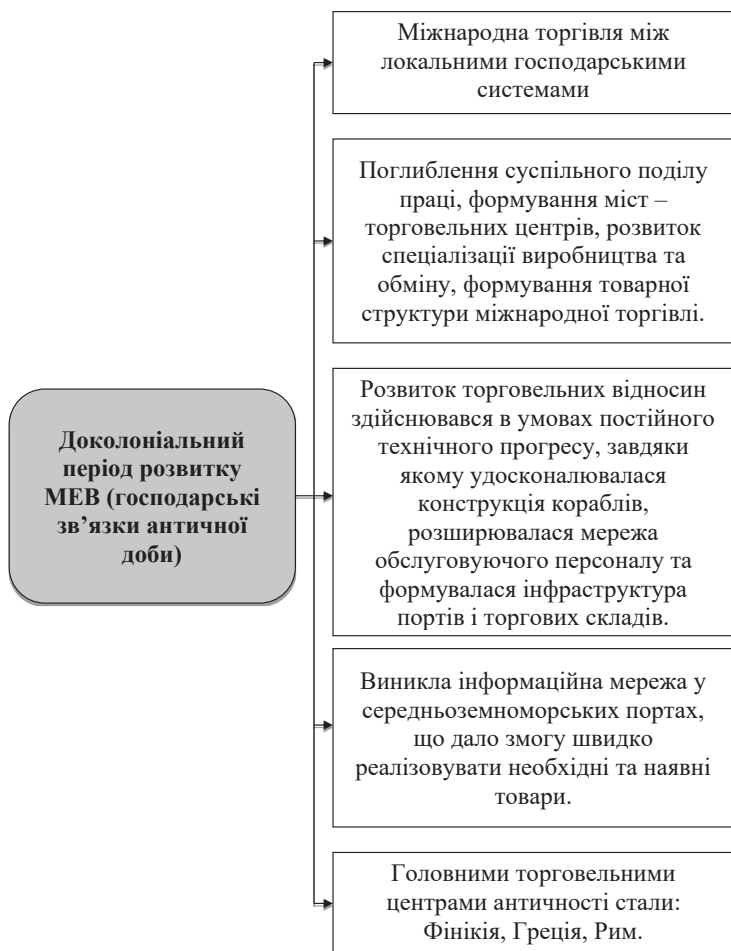 Міжнародна торгівля між
локальними господарськими
системами
Поглиблення суспільного поділу
праці, формування міст –
торговельних центрів, розвиток
спеціалізації виробництва та
обміну, формування товарної
структури міжнародної торгівлі.
Доколоніальний
період розвитку
МЕВ (господарські
зв’язки античної
доби)
Розвиток торговельних відносин
здійснювався в умовах постійного
технічного прогресу, завдяки
якому удосконалювалася
конструкція кораблів,
розширювалася мережа
обслуговуючого персоналу та
формувалася інфраструктура
портів і торгових складів.
Виникла інформаційна мережа у
середньоземноморських портах,
що дало змогу швидко
реалізовувати необхідні та наявні
товари.
Головними торговельними
центрами античності стали:
Фінікія, Греція, Рим.